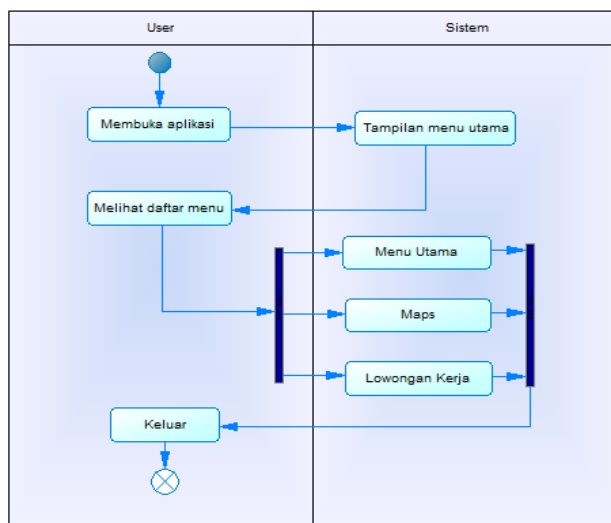 User
Sistem
Membuka aplikasi
Tampilan menu utama
Melihat daftar menu
Menu Utama
Maps
Lowongan Kerja
Keluar